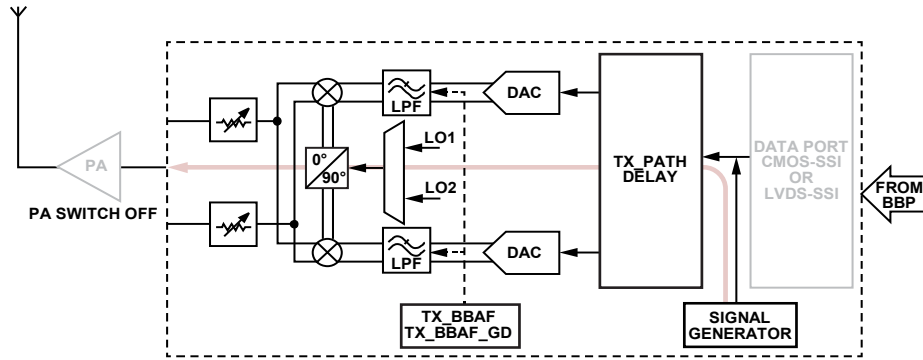 PA
PA SWITCH OFF
LPF
DAC
LO1
0°
90°
LO2
LPF
DAC
TX_BBAF
TX_BBAF_GD
TX_PATH
DELAY
DATA PORT
CMOS-SSI
OR
LVDS-SSI
FROM
BBP
SIGNAL
GENERATOR